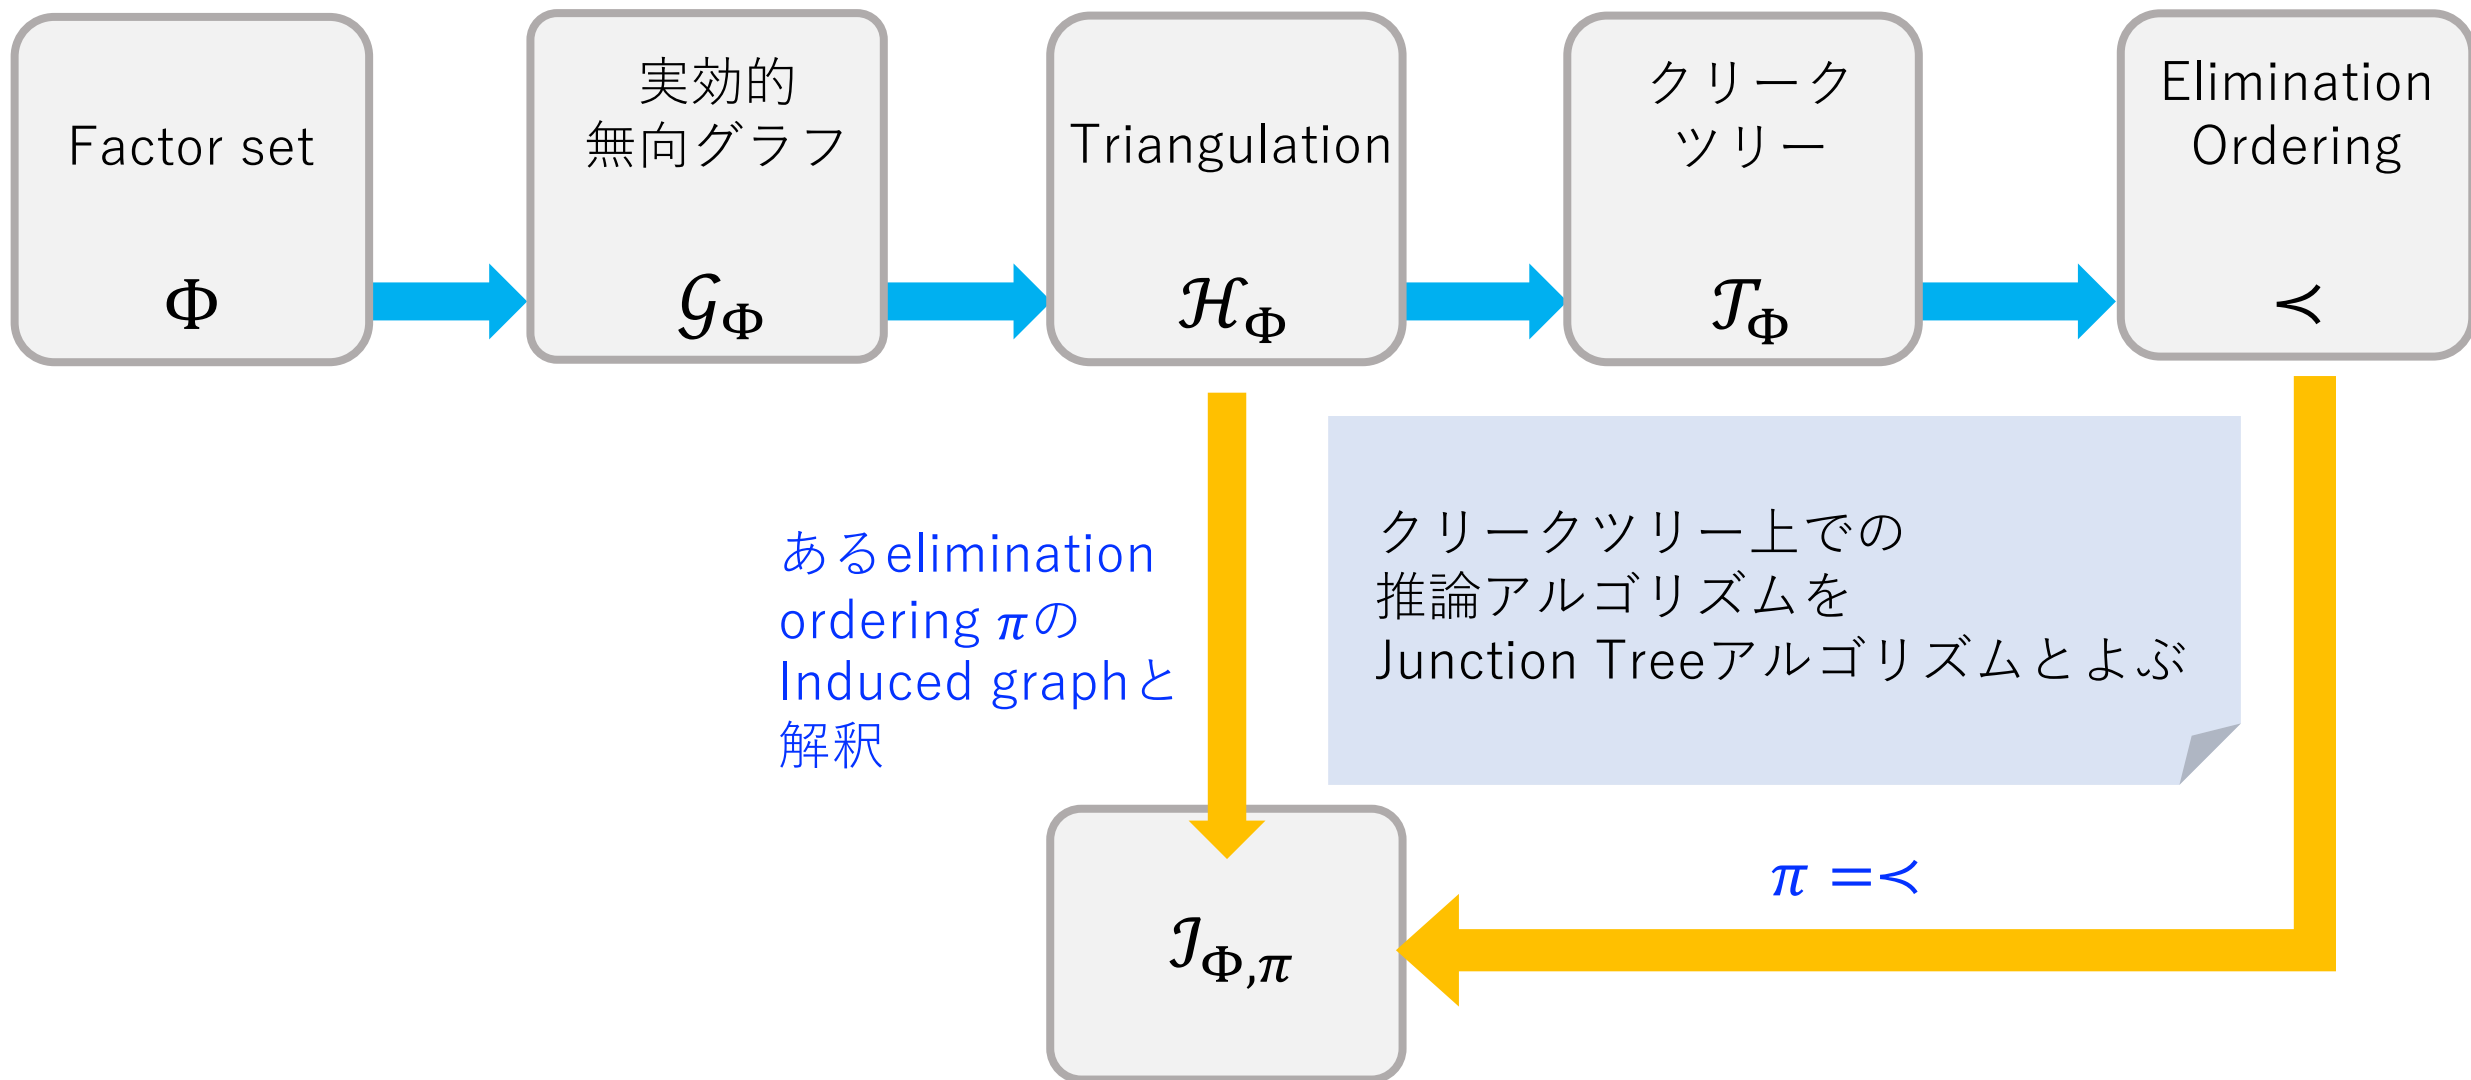 Factor set
Φ
実効的
無向グラフ
𝒢_Φ
Triangulation
ℋ_Φ
クリーク
ツリー
𝒯_Φ
Elimination
Ordering
≺
あるelimination
ordering πの
Induced graphと
解釈
クリークツリー上での
推論アルゴリズムを
Junction Treeアルゴリズムとよぶ
π =≺
ℐ_Φ,π